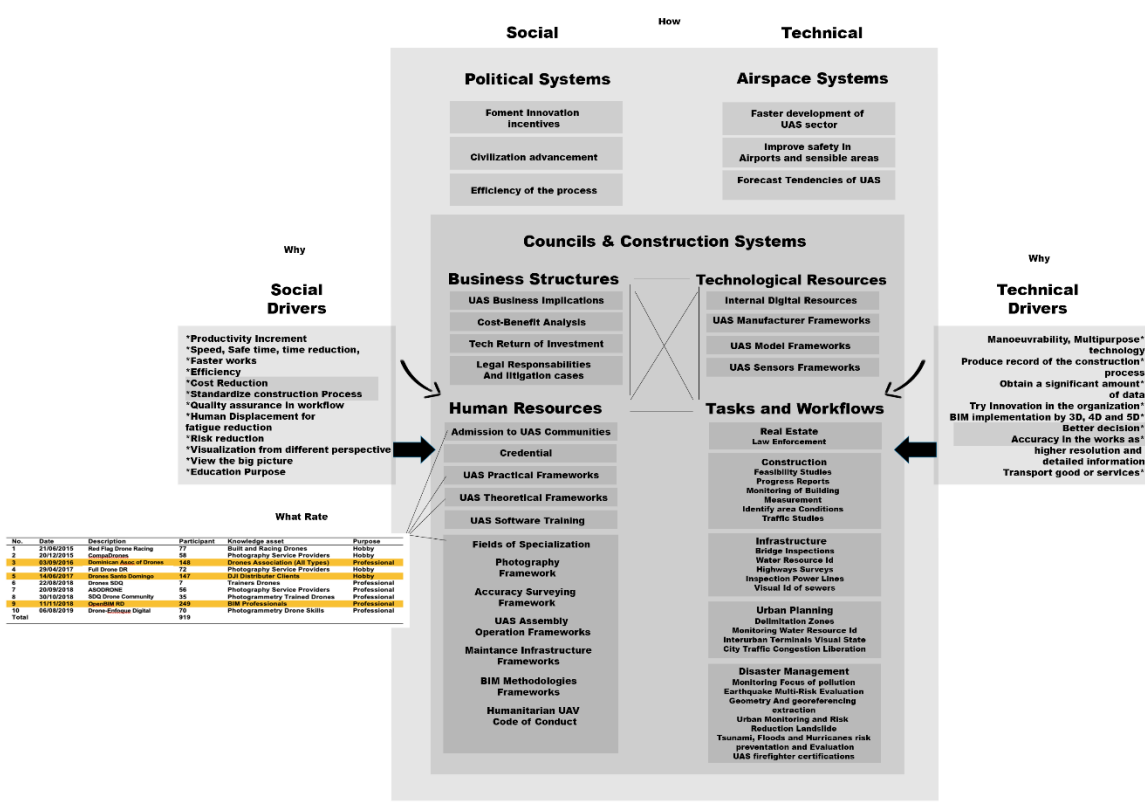 How
Social
Technical
Political Systems
Foment Innovation
incentives
Civilization advancement
Efficiency of the process
Airspace Systems
Faster development of
UAS sector
Improve safety in
Airports and sensible areas
Forecast Tendencies of UAS
Councils & Construction Systems
Business Structures
UAS Business Implications
Cost-Benefit Analysis
Tech Return of Investment
Legal Responsabilities
And litigation cases
Technological Resources
Internal Digital Resources
UAS Manufacturer Frameworks
UAS Model Frameworks
UAS Sensors Frameworks
Human Resources
Admission to UAS Communities
Credential
UAS Practical Frameworks
UAS Theoretical Frameworks
UAS Software Training
Fields of Specialization
Photography
Framework
Accuracy Surveying
Framework
UAS Assembly
Operation Frameworks
Maintance Infrastructure
Frameworks
BIM Methodologies
Frameworks
Humanitarian UAV
Code of Conduct
Tasks and Workflows
Real Estate
Law Enforcement
Construction
Feasibility Studies
Progress Reports
Monitoring of Building
Measurement
Identify area Conditions
Traffic Studies
Infrastructure
Bridge Inspections
Water Resource Id
Highways Surveys
Inspection Power Lines
Visual Id of sewers
Urban Planning
Delimitation Zones
Monitoring Water Resource Id
Interurban Terminals Visual State
City Traffic Congestion Liberation
Disaster Management
Monitoring Focus of pollution
Earthquake Multi-Risk Evaluation
Geometry And georeferencing
extraction
Urban Monitoring and Risk
Reduction Landslide
Tsunami, Floods and Hurricanes risk
preventation and Evaluation
UAS firefighter certifications
Why
Social
Drivers
*Productivity Increment
*Speed, Safe time, time reduction,
*Faster works
*Efficiency
*Cost Reduction
*Standardize construction Process
*Quality assurance in workflow
*Human Displacement for
fatigue reduction
*Risk reduction
*Visualization from different perspective
*View the big picture
*Education Purpose
Why
Technical
Drivers
Manoeuvrability, Multipurpose*
technology
Produce record of the construction*
process
Obtain a significant amount*
of data
Try Innovation in the organization*
BIM implementation by 3D, 4D and 5D*
Better decision*
Accuracy in the works as*
higher resolution and
detailed information
Transport good or services*
What Rate
No. Date Description Participant Knowledge asset Purpose
1 21/06/2015 Red Flag Drone Racing 77 Built and Racing Drones Hobby
2 20/12/2015 CompaDrones 58 Photography Service Providers Hobby
3 03/09/2016 Dominican Asoc of Drones 148 Drones Association (All Types) Professional
4 29/04/2017 Full Drone DR 72 Photography Service Providers Hobby
5 14/06/2017 Drones Santo Domingo 147 DJI Distributer Clients Hobby
6 22/08/2018 Drones SDQ 7 Trainers Drones Professional
7 20/09/2018 ASODRONE 56 Photography Service Providers Professional
8 30/10/2018 SDQ Drone Community 35 Photogrammetry Trained Drones Professional
9 11/11/2018 OpenBIM RD 249 BIM Professionals Professional
10 06/08/2019 Drone-Enfoque Digital 70 Photogrammetry Drone Skills Professional
Total 919